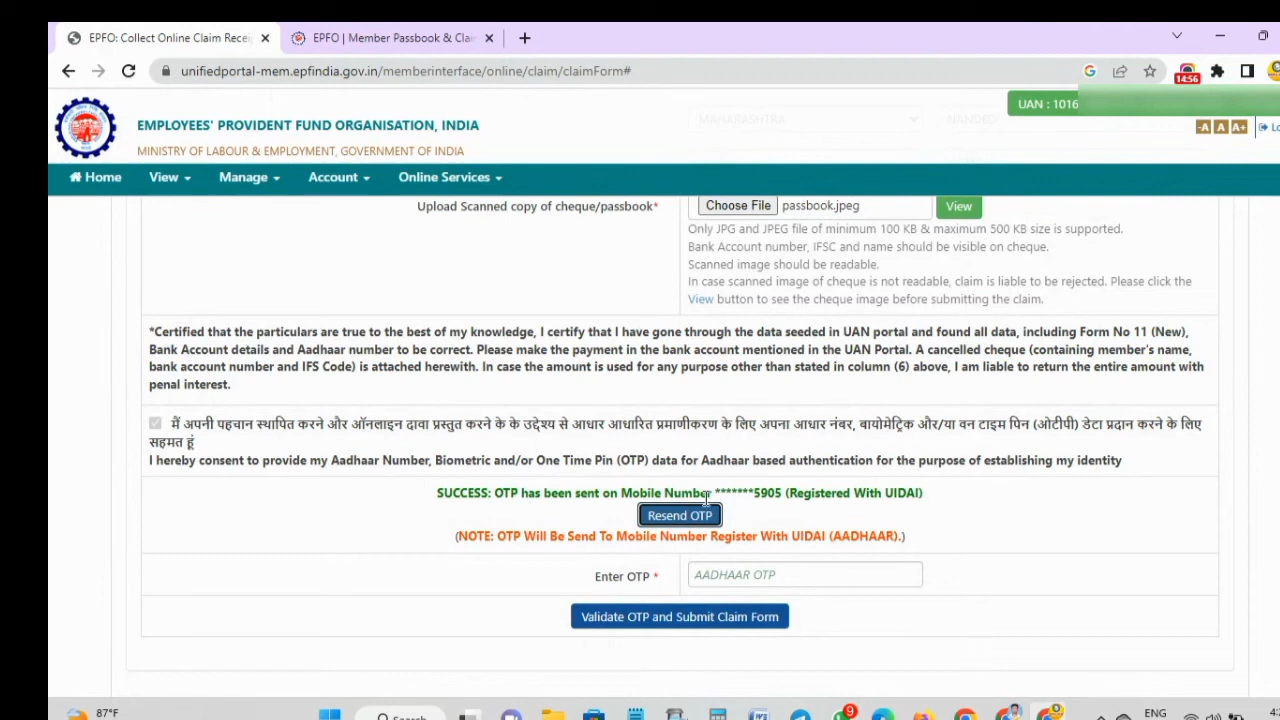 EPFO: Collect Online Claim Recei
EPFO | Member Passbook & Clai
unifiedportal-mem.epfindia.gov.in/memberinterface/online/claim/claimForm#
14:56
UAN : 1016
MAHARASHTRA
NANDED
EMPLOYEES' PROVIDENT FUND ORGANISATION, INDIA
-A A A+
Lo
MINISTRY OF LABOUR & EMPLOYMENT, GOVERNMENT OF INDIA
Home View Manage Account Online Services
Upload Scanned copy of cheque/passbook*
Choose File passbook.jpeg View
Only JPG and JPEG file of minimum 100 KB & maximum 500 KB size is supported.
Bank Account number, IFSC and name should be visible on cheque.
Scanned image should be readable.
In case scanned image of cheque is not readable, claim is liable to be rejected. Please click the
View button to see the cheque image before submitting the claim.
*Certified that the particulars are true to the best of my knowledge, I certify that I have gone through the data seeded in UAN portal and found all data, including Form No 11 (New),
Bank Account details and Aadhaar number to be correct. Please make the payment in the bank account mentioned in the UAN Portal. A cancelled cheque (containing member's name,
bank account number and IFS Code) is attached herewith. In case the amount is used for any purpose other than stated in column (6) above, I am liable to return the entire amount with
penal interest.
मैं अपनी पहचान स्थापित करने और ऑनलाइन दावा प्रस्तुत करने के के उद्देश्य से आधार आधारित प्रमाणीकरण के लिए अपना आधार नंबर, बायोमेट्रिक और/या वन टाइम पिन (ओटीपी) डेटा प्रदान करने के लिए
सहमत हूं
I hereby consent to provide my Aadhaar Number, Biometric and/or One Time Pin (OTP) data for Aadhaar based authentication for the purpose of establishing my identity
SUCCESS: OTP has been sent on Mobile Number *******5905 (Registered With UIDAI)
Resend OTP
(NOTE: OTP Will Be Send To Mobile Number Register With UIDAI (AADHAAR).)
Enter OTP *
AADHAAR OTP
Validate OTP and Submit Claim Form
87°F
Search
9
ENG